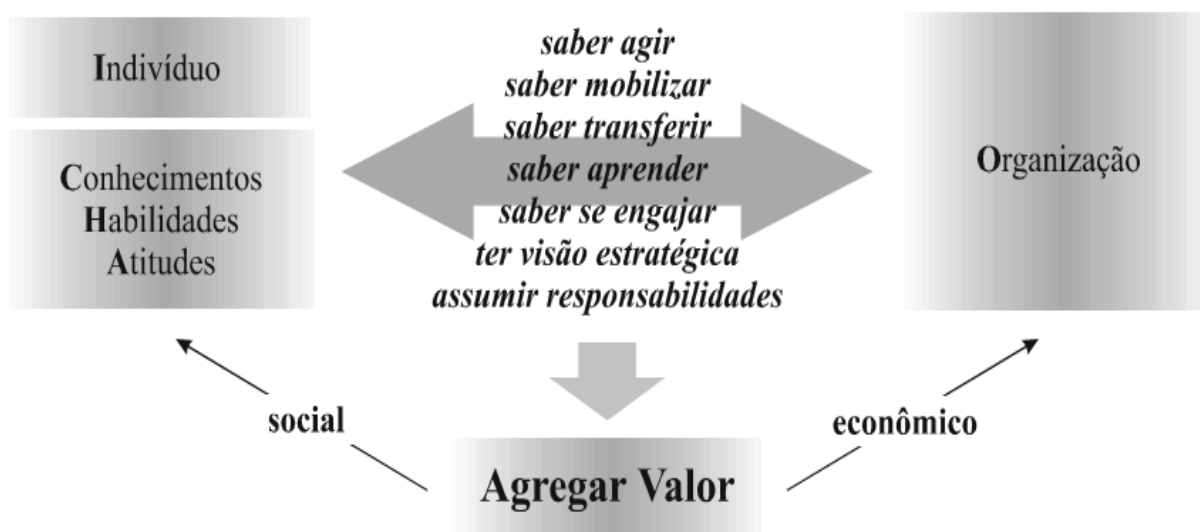 Indivíduo
Conhecimentos
Habilidades
Atitudes
saber agir
saber mobilizar
saber transferir
saber aprender
saber se engajar
ter visão estratégica
assumir responsabilidades
Organização
social
econômico
Agregar Valor